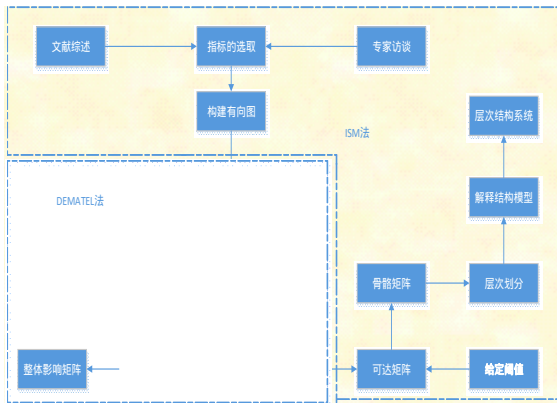 文献综述
指标的选取
专家访谈
构建有向图
层次结构系统
ISM法
DEMATEL法
解释结构模型
骨骼矩阵
层次划分
整体影响矩阵
可达矩阵
给定阈值